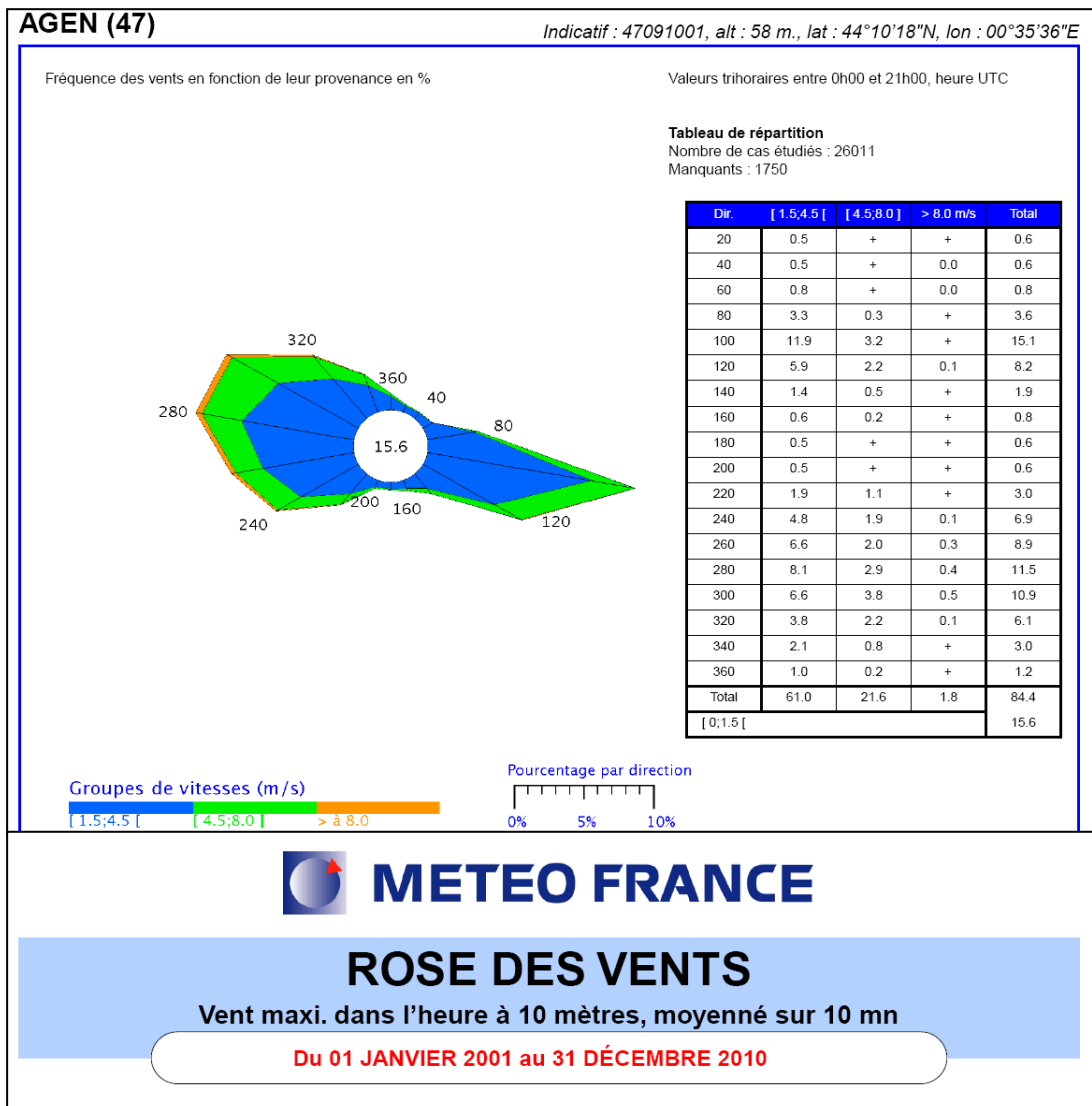 AGEN (47)
Indicatif : 47091001, alt : 58 m., lat : 44°10'18"N, lon : 00°35'36"E
Fréquence des vents en fonction de leur provenance en %
Valeurs trihoraires entre 0h00 et 21h00, heure UTC
Tableau de répartition
Nombre de cas étudiés : 26011
Manquants : 1750
Dir. [ 1.5;4.5 [ [ 4.5;8.0 ] > 8.0 m/s Total
20 0.5 + + 0.6
40 0.5 + 0.0 0.6
60 0.8 + 0.0 0.8
80 3.3 0.3 + 3.6
100 11.9 3.2 + 15.1
120 5.9 2.2 0.1 8.2
140 1.4 0.5 + 1.9
160 0.6 0.2 + 0.8
180 0.5 + + 0.6
200 0.5 + + 0.6
220 1.9 1.1 + 3.0
240 4.8 1.9 0.1 6.9
260 6.6 2.0 0.3 8.9
280 8.1 2.9 0.4 11.5
300 6.6 3.8 0.5 10.9
320 3.8 2.2 0.1 6.1
340 2.1 0.8 + 3.0
360 1.0 0.2 + 1.2
Total 61.0 21.6 1.8 84.4
[ 0;1.5 [ 15.6
320
360
40
280
80
15.6
200
160
240
120
Groupes de vitesses (m/s)
[ 1.5;4.5 [ [ 4.5;8.0 ] > à 8.0
Pourcentage par direction
0% 5% 10%
METEO FRANCE
ROSE DES VENTS
Vent maxi. dans l'heure à 10 mètres, moyenné sur 10 mn
Du 01 JANVIER 2001 au 31 DÉCEMBRE 2010